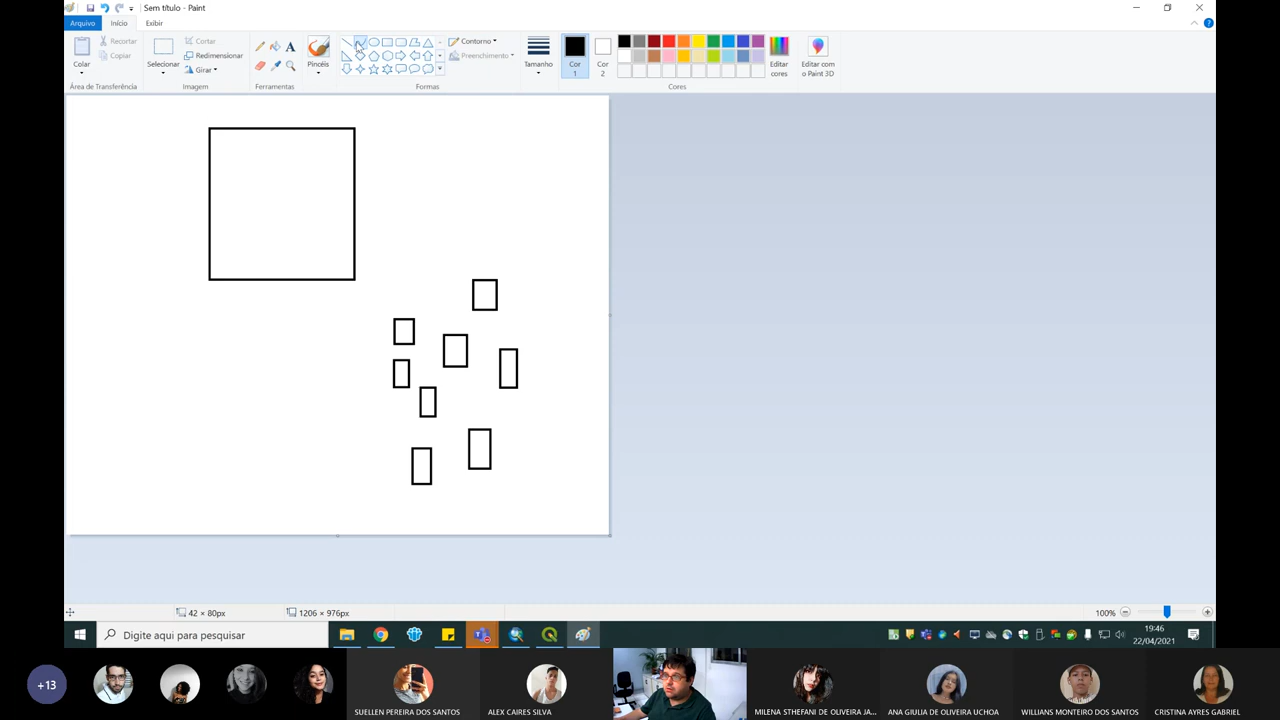 Sem título - Paint
Arquivo Início Exibir
Colar
Recortar
Copiar
Área de Transferência
Selecionar
Cortar
Redimensionar
Girar
Imagem
A
Ferramentas
Pincéis
Contorno
Preenchimento
Formas
Tamanho
Cor 1
Cor 2
Cores
Editar cores
Editar com o Paint 3D
42 × 80px
1206 × 976px
100%
Digite aqui para pesquisar
19:46
22/04/2021
+13
SUELLEN PEREIRA DOS SANTOS
ALEX CAIRES SILVA
MILENA STHEFANI DE OLIVEIRA JA...
ANA GIULIA DE OLIVEIRA UCHOA
WILLIANS MONTEIRO DOS SANTOS
CRISTINA AYRES GABRIEL